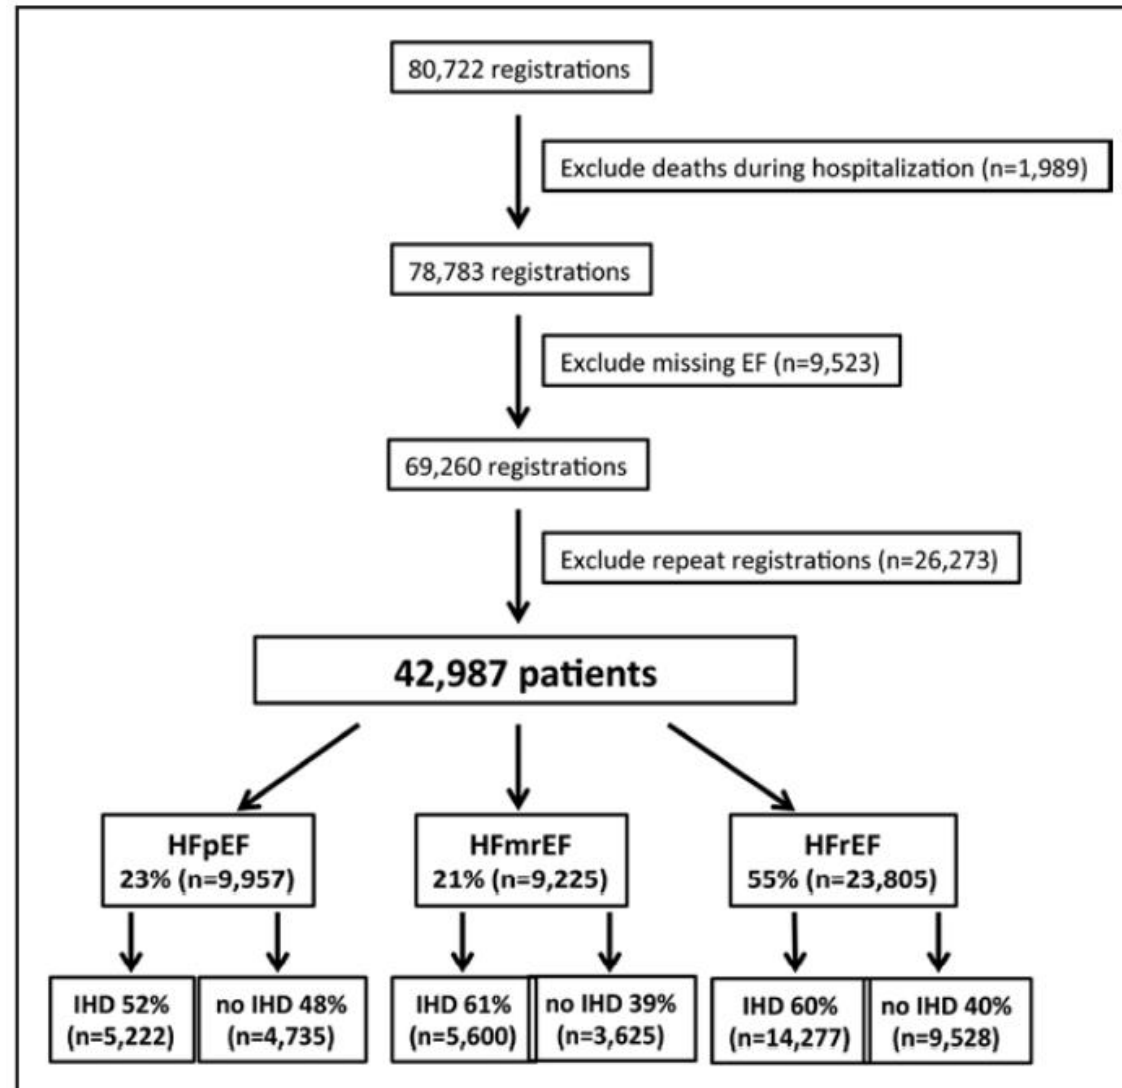 80,722 registrations
Exclude deaths during hospitalization (n=1,989)
78,783 registrations
Exclude missing EF (n=9,523)
69,260 registrations
Exclude repeat registrations (n=26,273)
42,987 patients
HFpEF
23% (n=9,957)
HFmrEF
21% (n=9,225)
HFrEF
55% (n=23,805)
IHD 52%
(n=5,222)
no IHD 48%
(n=4,735)
IHD 61%
(n=5,600)
no IHD 39%
(n=3,625)
IHD 60%
(n=14,277)
no IHD 40%
(n=9,528)